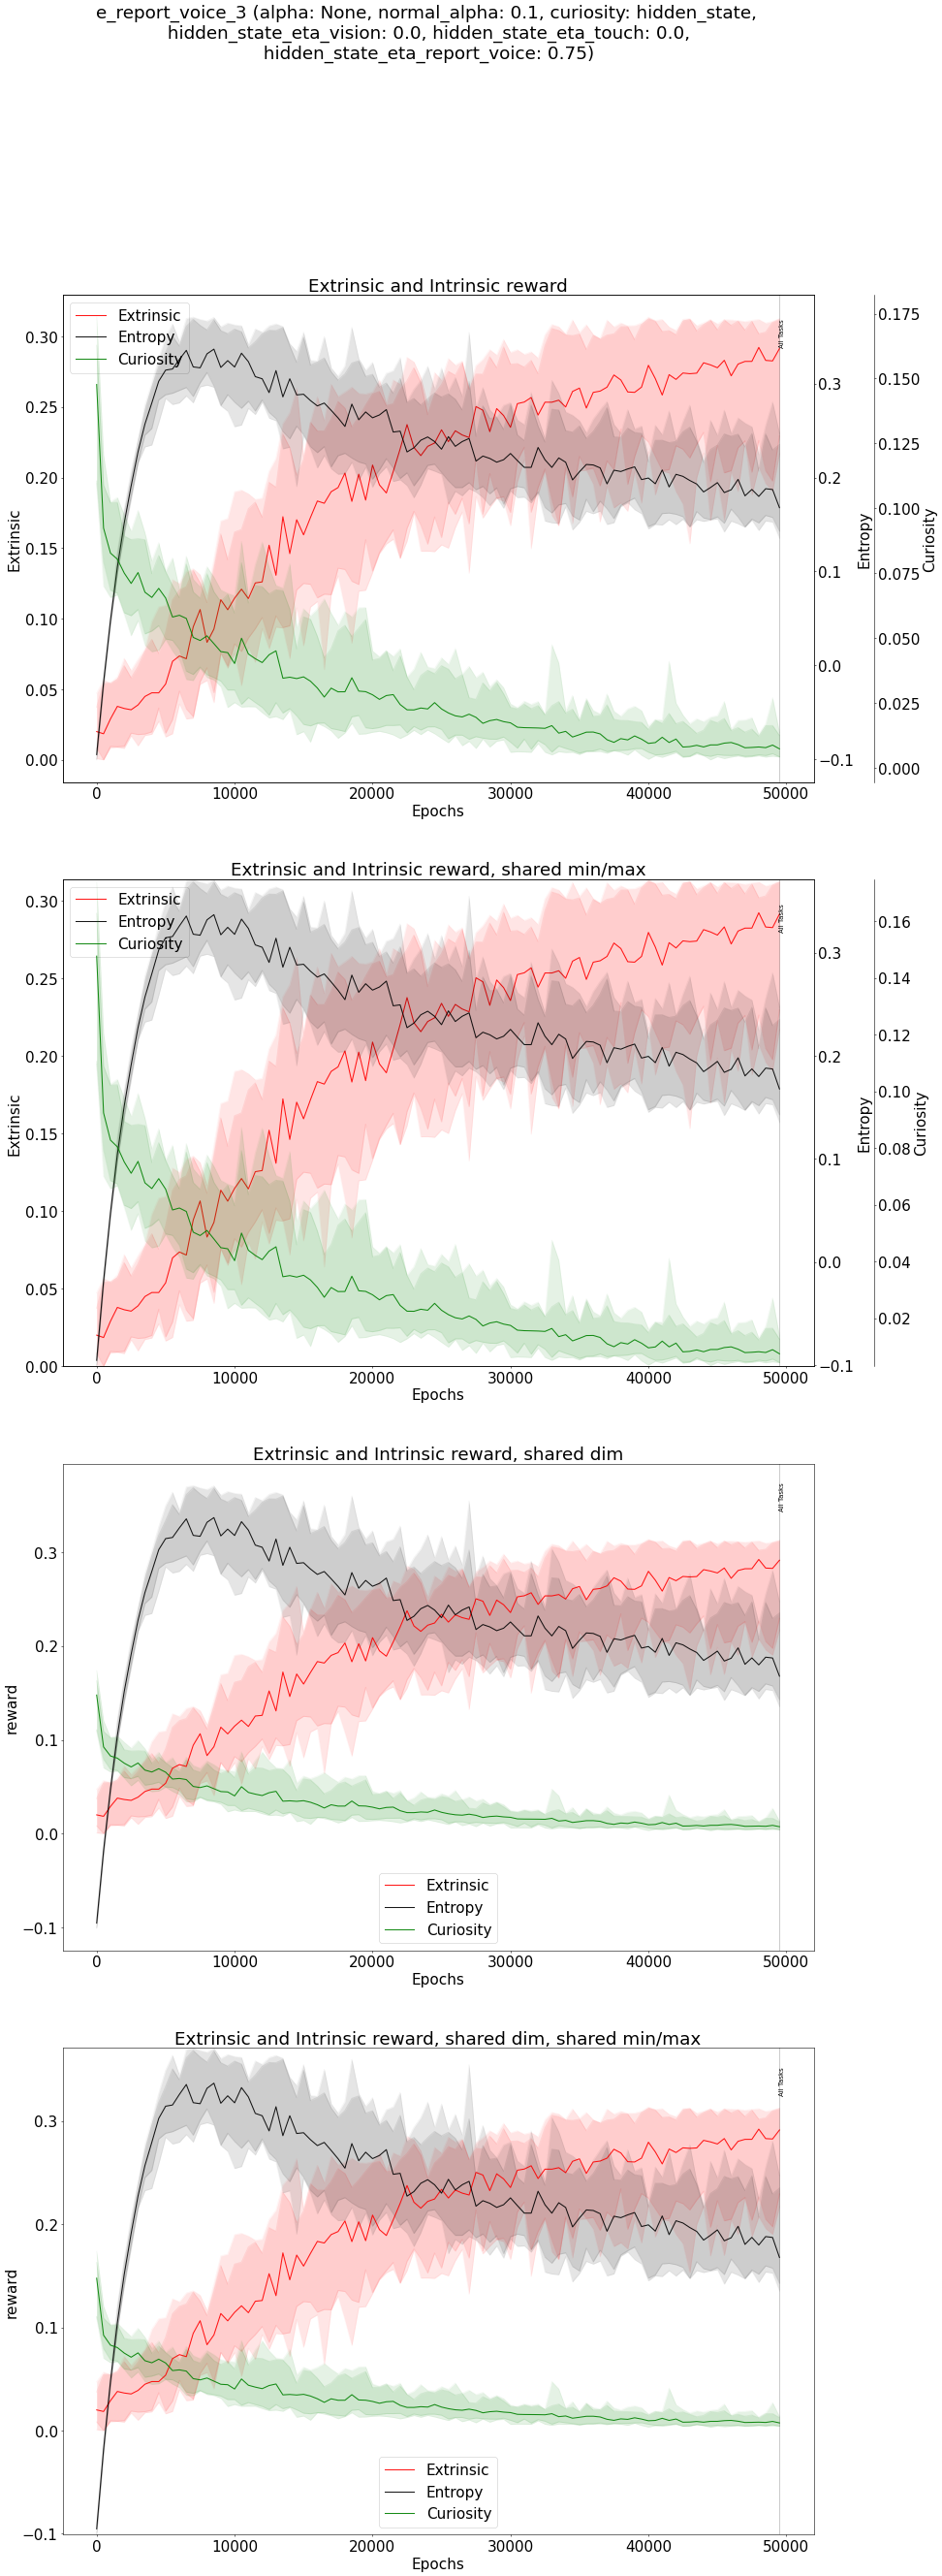 e_report_voice_3 (alpha: None, normal_alpha: 0.1, curiosity: hidden_state,
hidden_state_eta_vision: 0.0, hidden_state_eta_touch: 0.0,
hidden_state_eta_report_voice: 0.75)
Extrinsic and Intrinsic reward
Extrinsic
Entropy
Curiosity
All Tasks
0.30
0.25
0.20
0.15
0.10
0.05
0.00
Extrinsic
0.3
0.2
0.1
0.0
−0.1
Entropy
0.175
0.150
0.125
0.100
0.075
0.050
0.025
0.000
Curiosity
0 10000 20000 30000 40000 50000
Epochs
Extrinsic and Intrinsic reward, shared min/max
Extrinsic
Entropy
Curiosity
All Tasks
0.30
0.25
0.20
0.15
0.10
0.05
0.00
Extrinsic
0.3
0.2
0.1
0.0
−0.1
Entropy
0.16
0.14
0.12
0.10
0.08
0.06
0.04
0.02
Curiosity
0 10000 20000 30000 40000 50000
Epochs
Extrinsic and Intrinsic reward, shared dim
All Tasks
0.3
0.2
0.1
0.0
−0.1
reward
Extrinsic
Entropy
Curiosity
0 10000 20000 30000 40000 50000
Epochs
Extrinsic and Intrinsic reward, shared dim, shared min/max
All Tasks
0.3
0.2
0.1
0.0
−0.1
reward
Extrinsic
Entropy
Curiosity
0 10000 20000 30000 40000 50000
Epochs